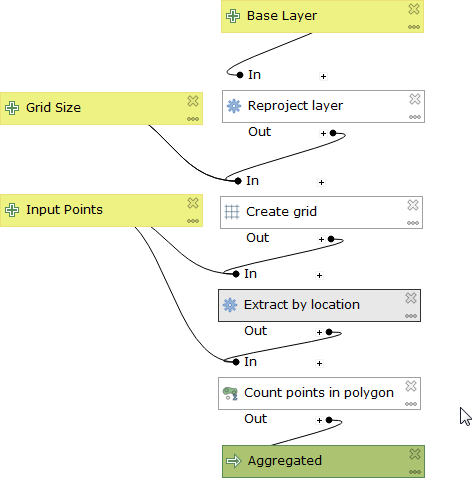 Base Layer
In
Grid Size
Reproject layer
Out
In
Input Points
Create grid
Out
In
Extract by location
Out
In
Count points in polygon
Out
Aggregated